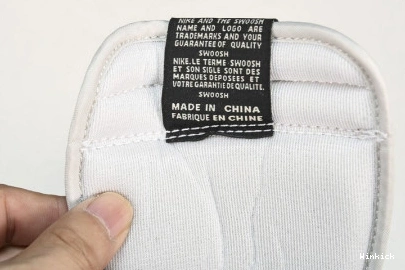 NIKE AND THE SWOOSH
NAME AND LOGO ARE
TRADEMARKS AND YOUR
GUARANTEE OF QUALITY
SWOOSH
NIKE.LE TERME SWOOSH
ET SON SIGLE SONT DES
MARQUES DEPOSEES ET
VOTRE GARANTIE DE QUALITE.
SWOOSH
MADE IN CHINA
FABRIQUE EN CHINE
Winkich